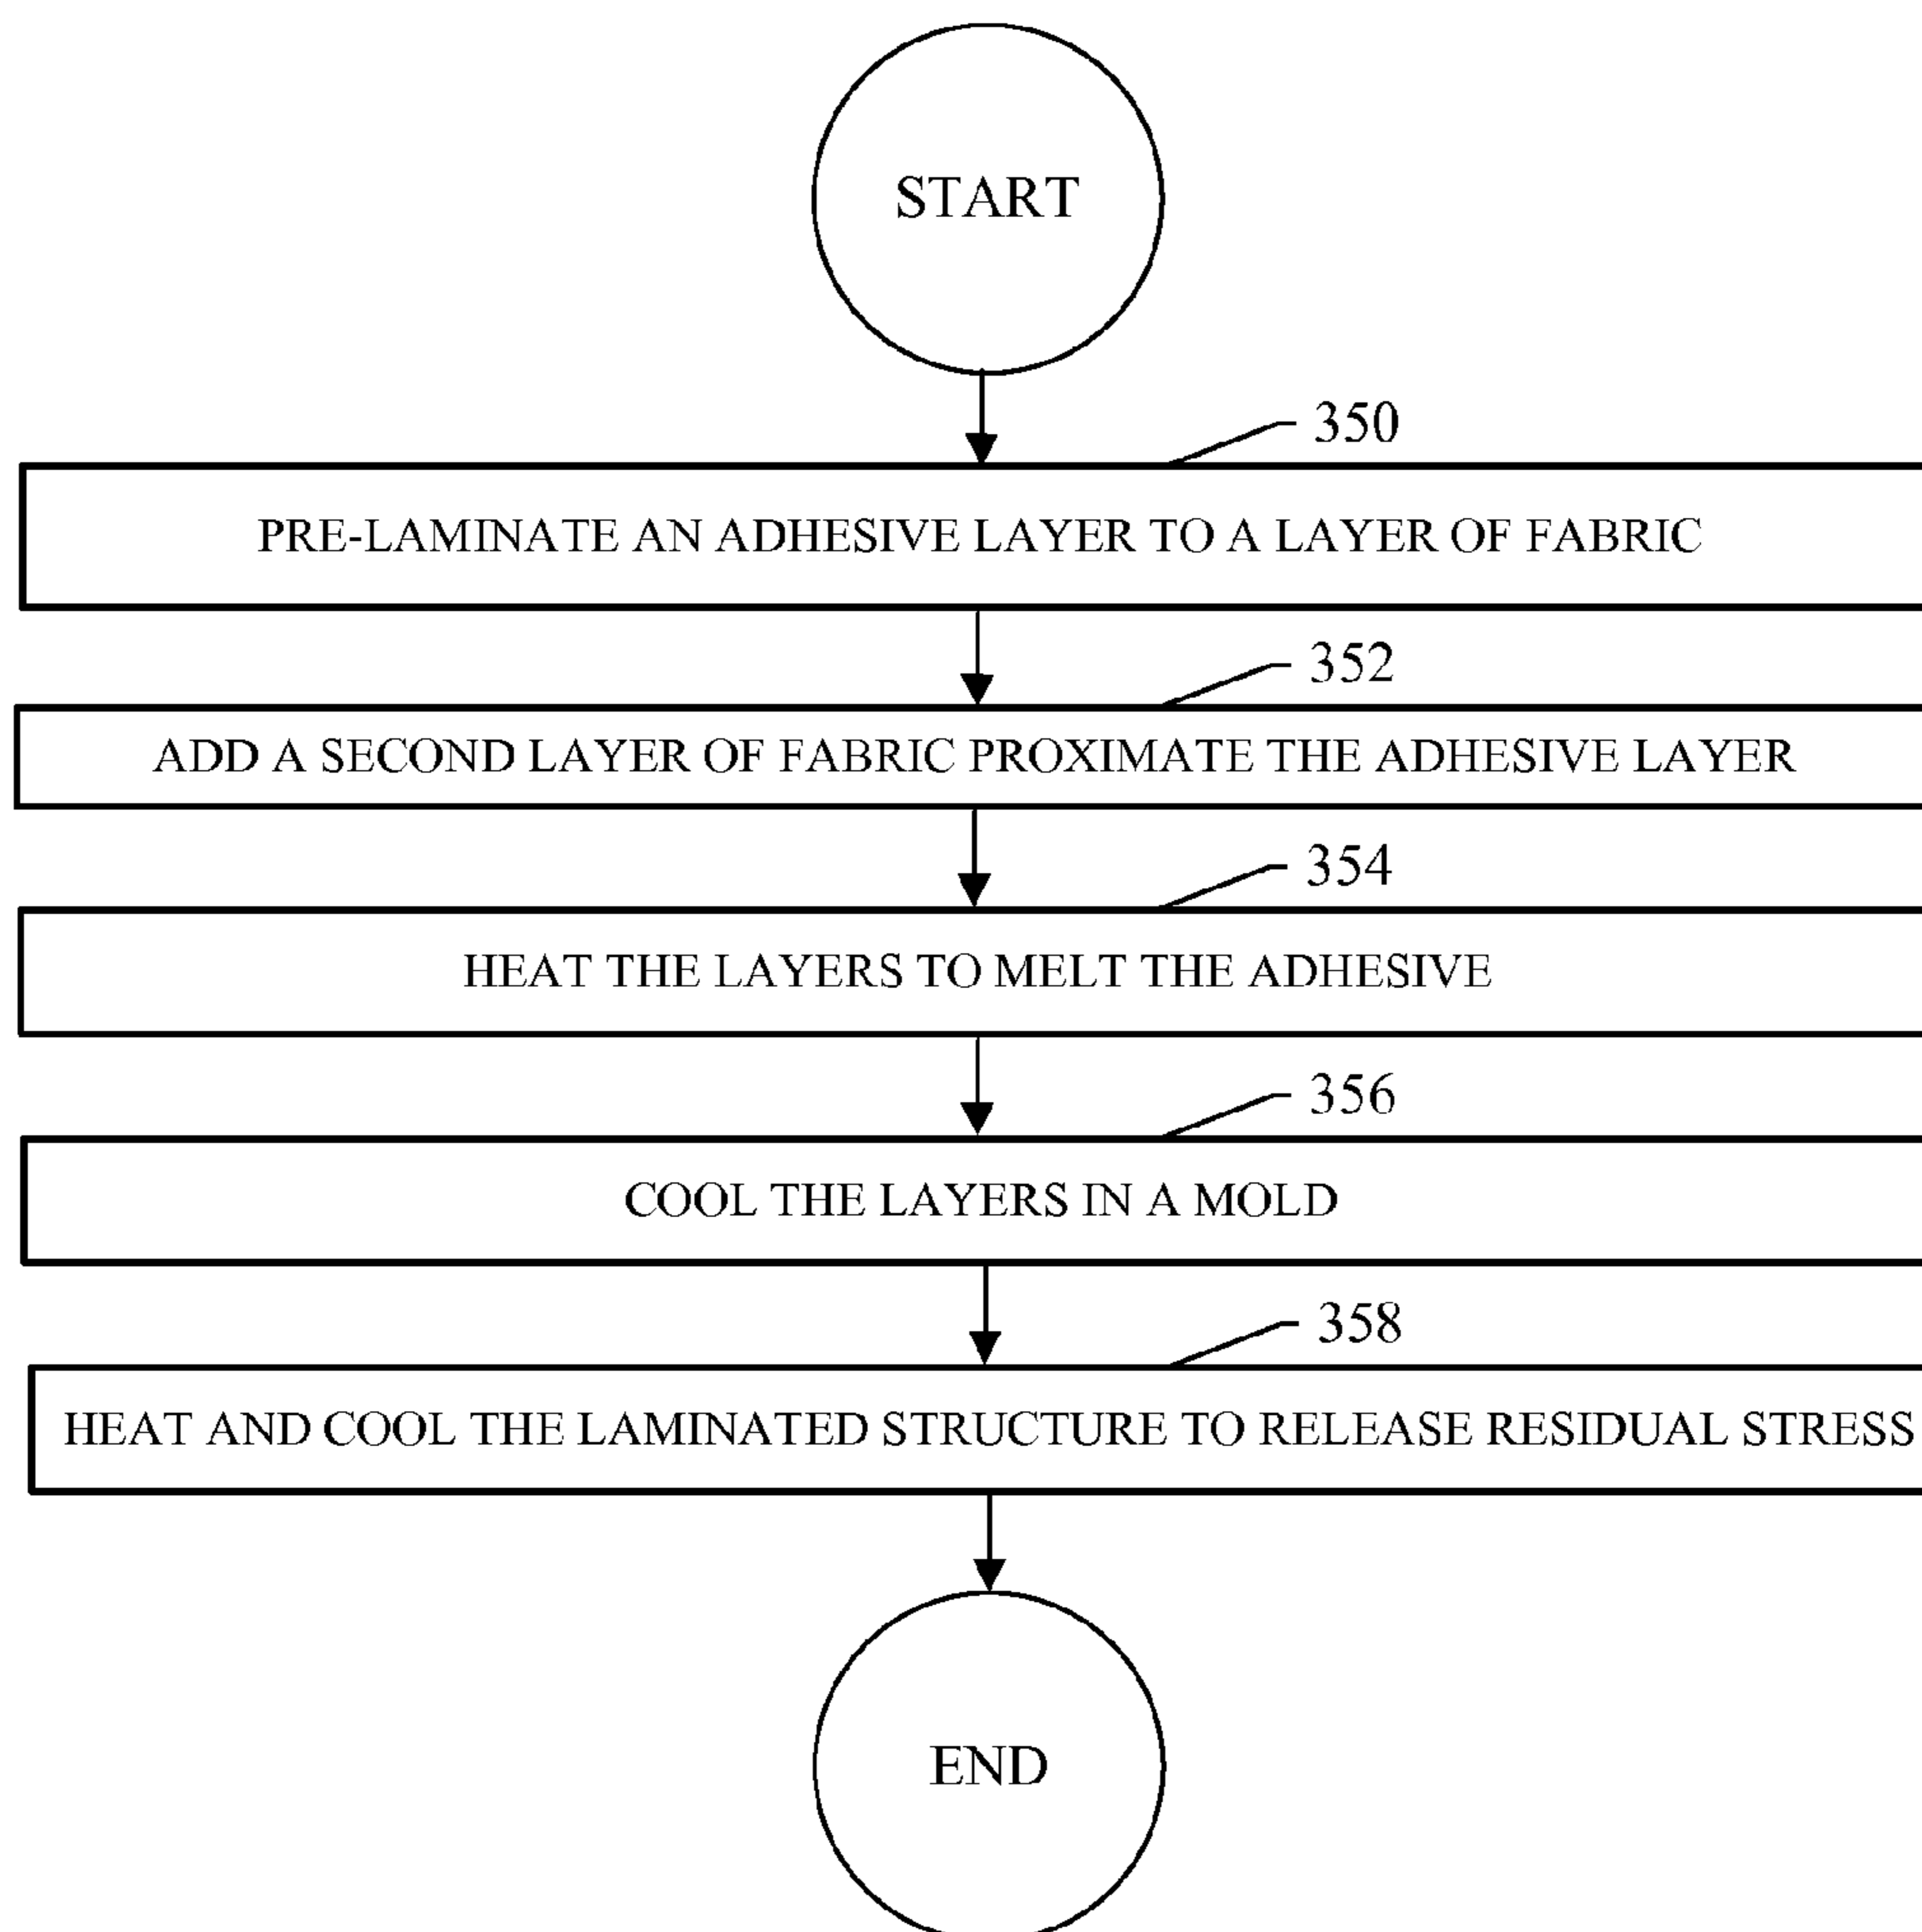 START
350
PRE-LAMINATE AN ADHESIVE LAYER TO A LAYER OF FABRIC
352
ADD A SECOND LAYER OF FABRIC PROXIMATE THE ADHESIVE LAYER
354
HEAT THE LAYERS TO MELT THE ADHESIVE
356
COOL THE LAYERS IN A MOLD
358
HEAT AND COOL THE LAMINATED STRUCTURE TO RELEASE RESIDUAL STRESS
END